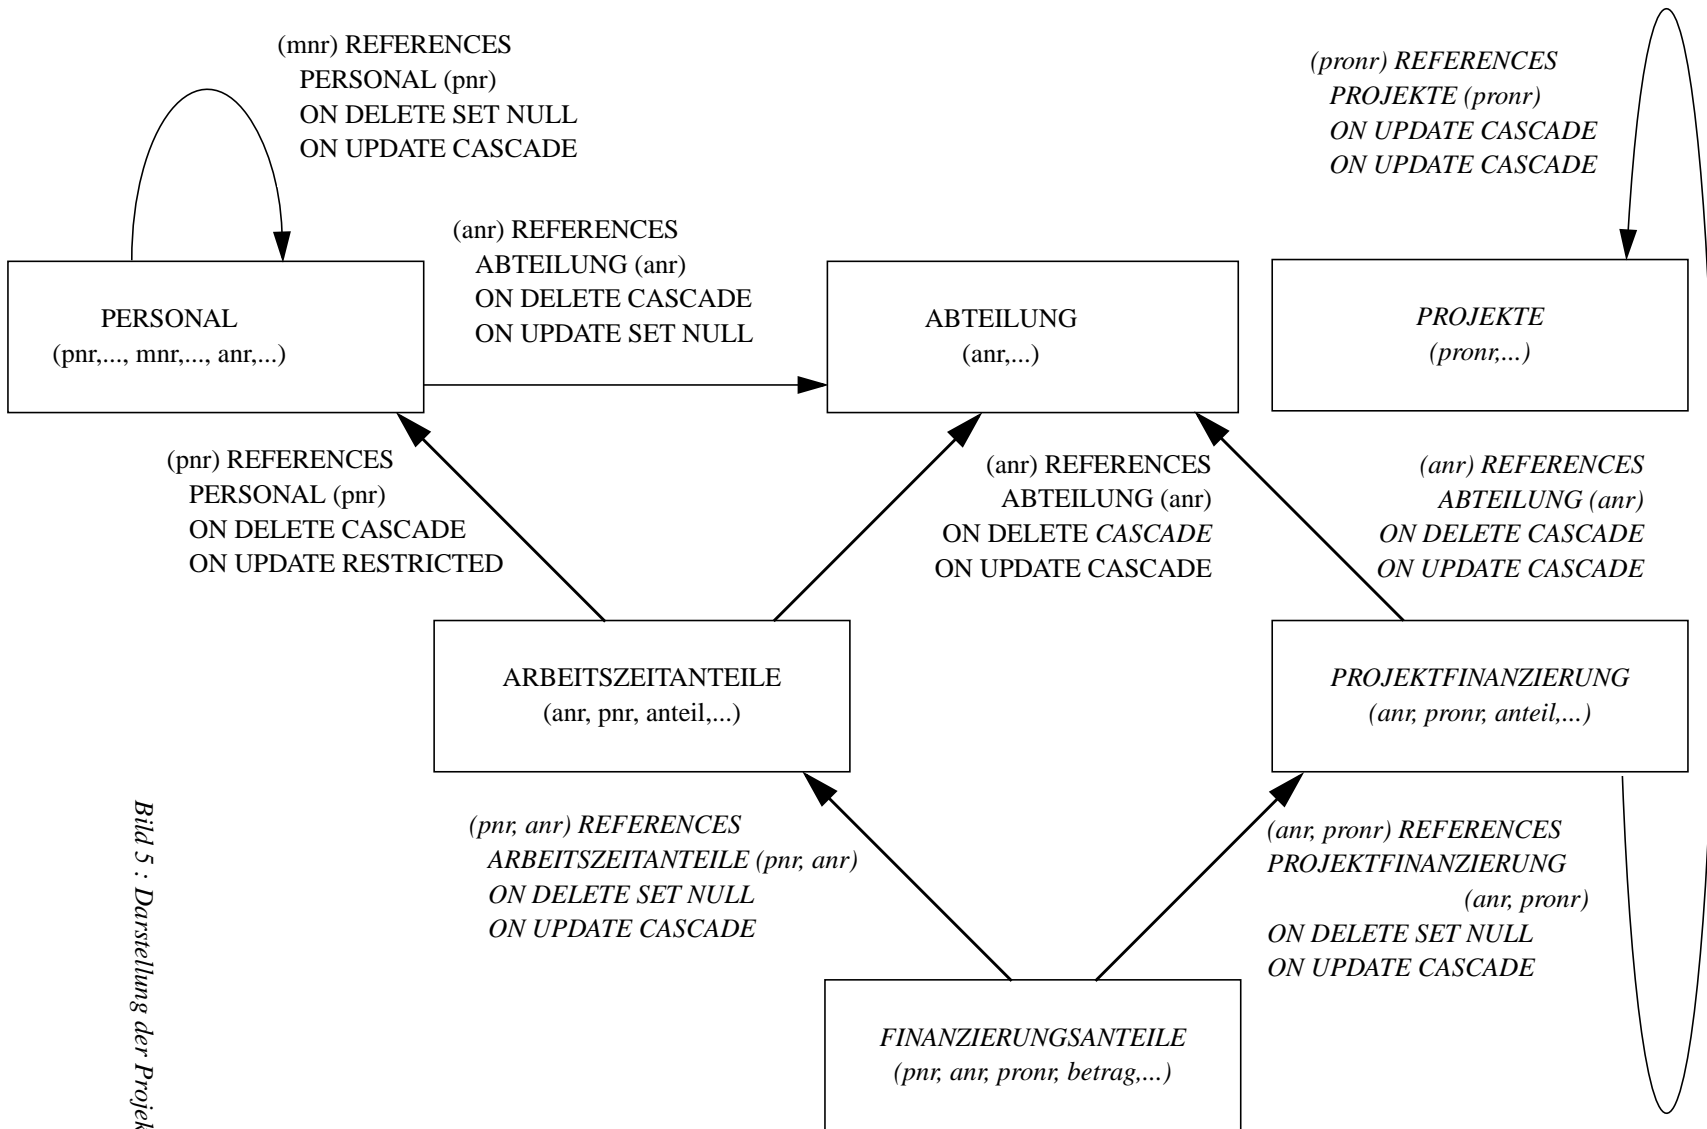 (mnr) REFERENCES
PERSONAL (pnr)
ON DELETE SET NULL
ON UPDATE CASCADE
(pronr) REFERENCES
PROJEKTE (pronr)
ON UPDATE CASCADE
ON UPDATE CASCADE
(anr) REFERENCES
ABTEILUNG (anr)
ON DELETE CASCADE
ON UPDATE SET NULL
PERSONAL
(pnr,..., mnr,..., anr,...)
ABTEILUNG
(anr,...)
PROJEKTE
(pronr,...)
(pnr) REFERENCES
PERSONAL (pnr)
ON DELETE CASCADE
ON UPDATE RESTRICTED
(anr) REFERENCES
ABTEILUNG (anr)
ON DELETE CASCADE
ON UPDATE CASCADE
(anr) REFERENCES
ABTEILUNG (anr)
ON DELETE CASCADE
ON UPDATE CASCADE
ARBEITSZEITANTEILE
(anr, pnr, anteil,...)
PROJEKTFINANZIERUNG
(anr, pronr, anteil,...)
(pnr, anr) REFERENCES
ARBEITSZEITANTEILE (pnr, anr)
ON DELETE SET NULL
ON UPDATE CASCADE
(anr, pronr) REFERENCES
PROJEKTFINANZIERUNG
(anr, pronr)
ON DELETE SET NULL
ON UPDATE CASCADE
FINANZIERUNGSANTEILE
(pnr, anr, pronr, betrag,...)
Bild 5 : Darstellung der Projek